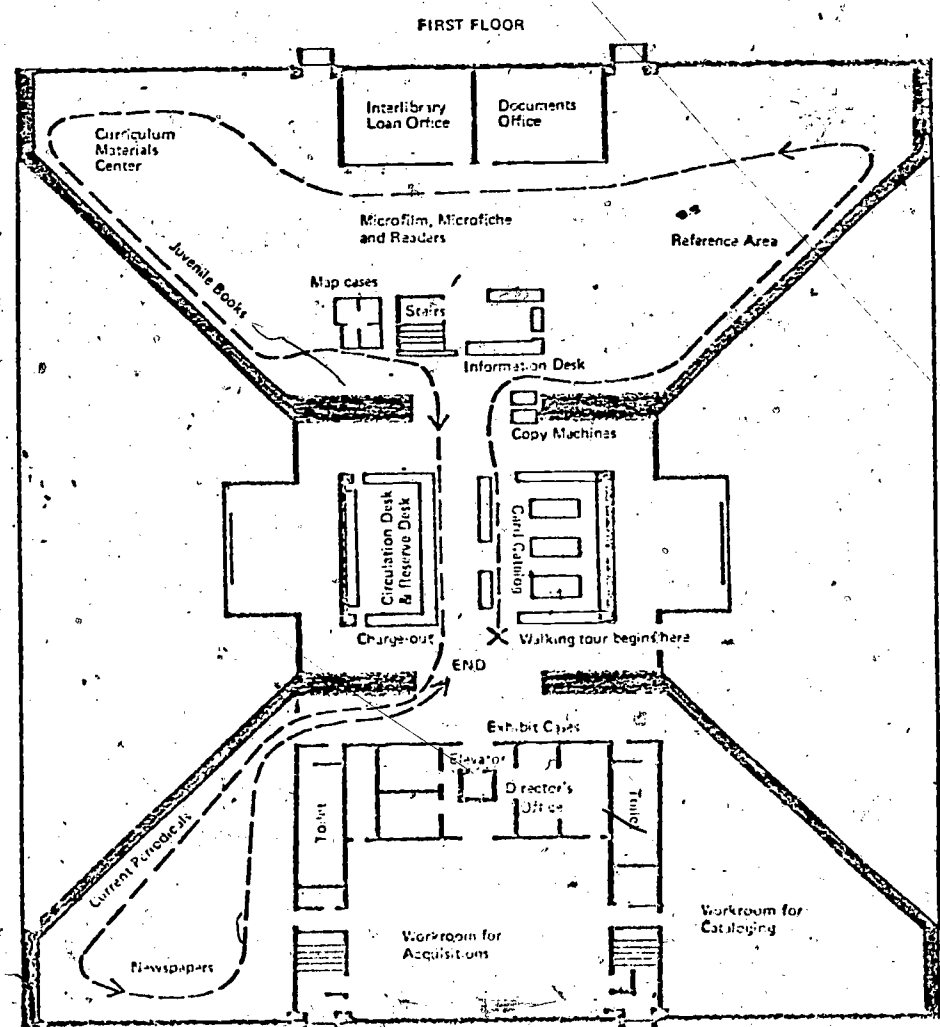 FIRST FLOOR
Interlibrary
Loan Office
Documents
Office
Curriculum
Materials
Center
Microfilm, Microfiche
and Readers
Reference Area
Juvenile Books
Map cases
Stairs
Information Desk
Copy Machines
Circulation Desk
& Reserve Desk
Card Catalog
Charge-out
Walking tour begins here
END
Exhibit Cases
Elevator
Director's
Office
Toilet
Toilet
Current Periodicals
Newspapers
Workroom for
Acquisitions
Workroom for
Cataloging